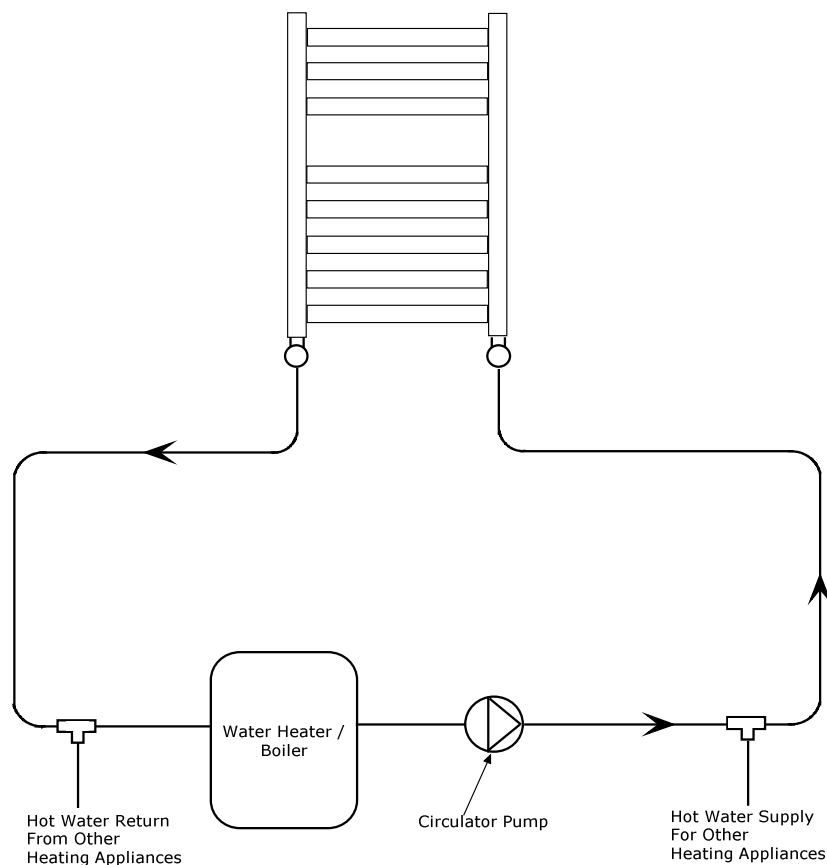 Water Heater /
Boiler
Circulator Pump
Hot Water Return
From Other
Heating Appliances
Hot Water Supply
For Other
Heating Appliances